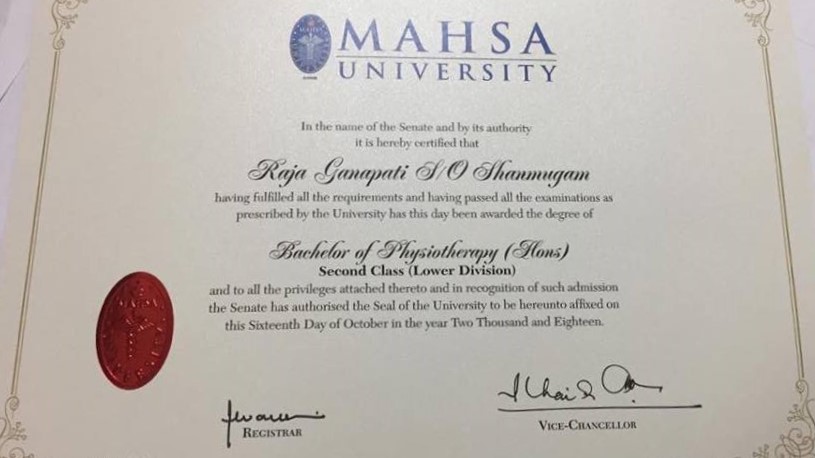 MAHSA
UNIVERSITY
In the name of the Senate and by its authority
it is hereby certified that
Raja Ganapati S/O Shanmugam
having fulfilled all the requirements and having passed all the examinations as
prescribed by the University has this day been awarded the degree of
Bachelor of Physiotherapy (Hons)
Second Class (Lower Division)
and to all the privileges attached thereto and in recognition of such admission
the Senate has authorised the Seal of the University to be hereunto affixed on
this Sixteenth Day of October in the year Two Thousand and Eighteen.
REGISTRAR
VICE-CHANCELLOR